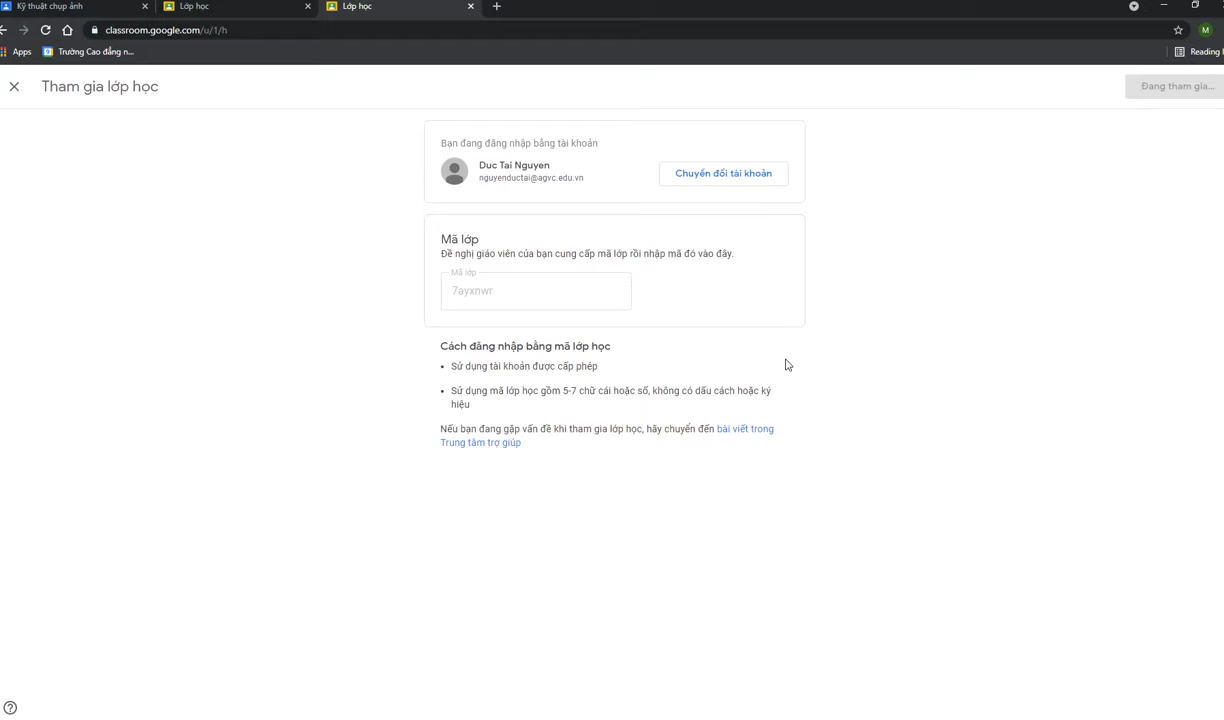 Kỹ thuật chụp ảnh
Lớp học
Lớp học
classroom.google.com/u/1/h
M
Apps
Trường Cao đẳng n...
Reading l
Tham gia lớp học
Đang tham gia...
Bạn đang đăng nhập bằng tài khoản
Duc Tai Nguyen
nguyenductai@agvc.edu.vn
Chuyển đổi tài khoản
Mã lớp
Đề nghị giáo viên của bạn cung cấp mã lớp rồi nhập mã đó vào đây.
Mã lớp
7ayxnwr
Cách đăng nhập bằng mã lớp học
• Sử dụng tài khoản được cấp phép
• Sử dụng mã lớp học gồm 5-7 chữ cái hoặc số, không có dấu cách hoặc ký
hiệu
Nếu bạn đang gặp vấn đề khi tham gia lớp học, hãy chuyển đến bài viết trong
Trung tâm trợ giúp